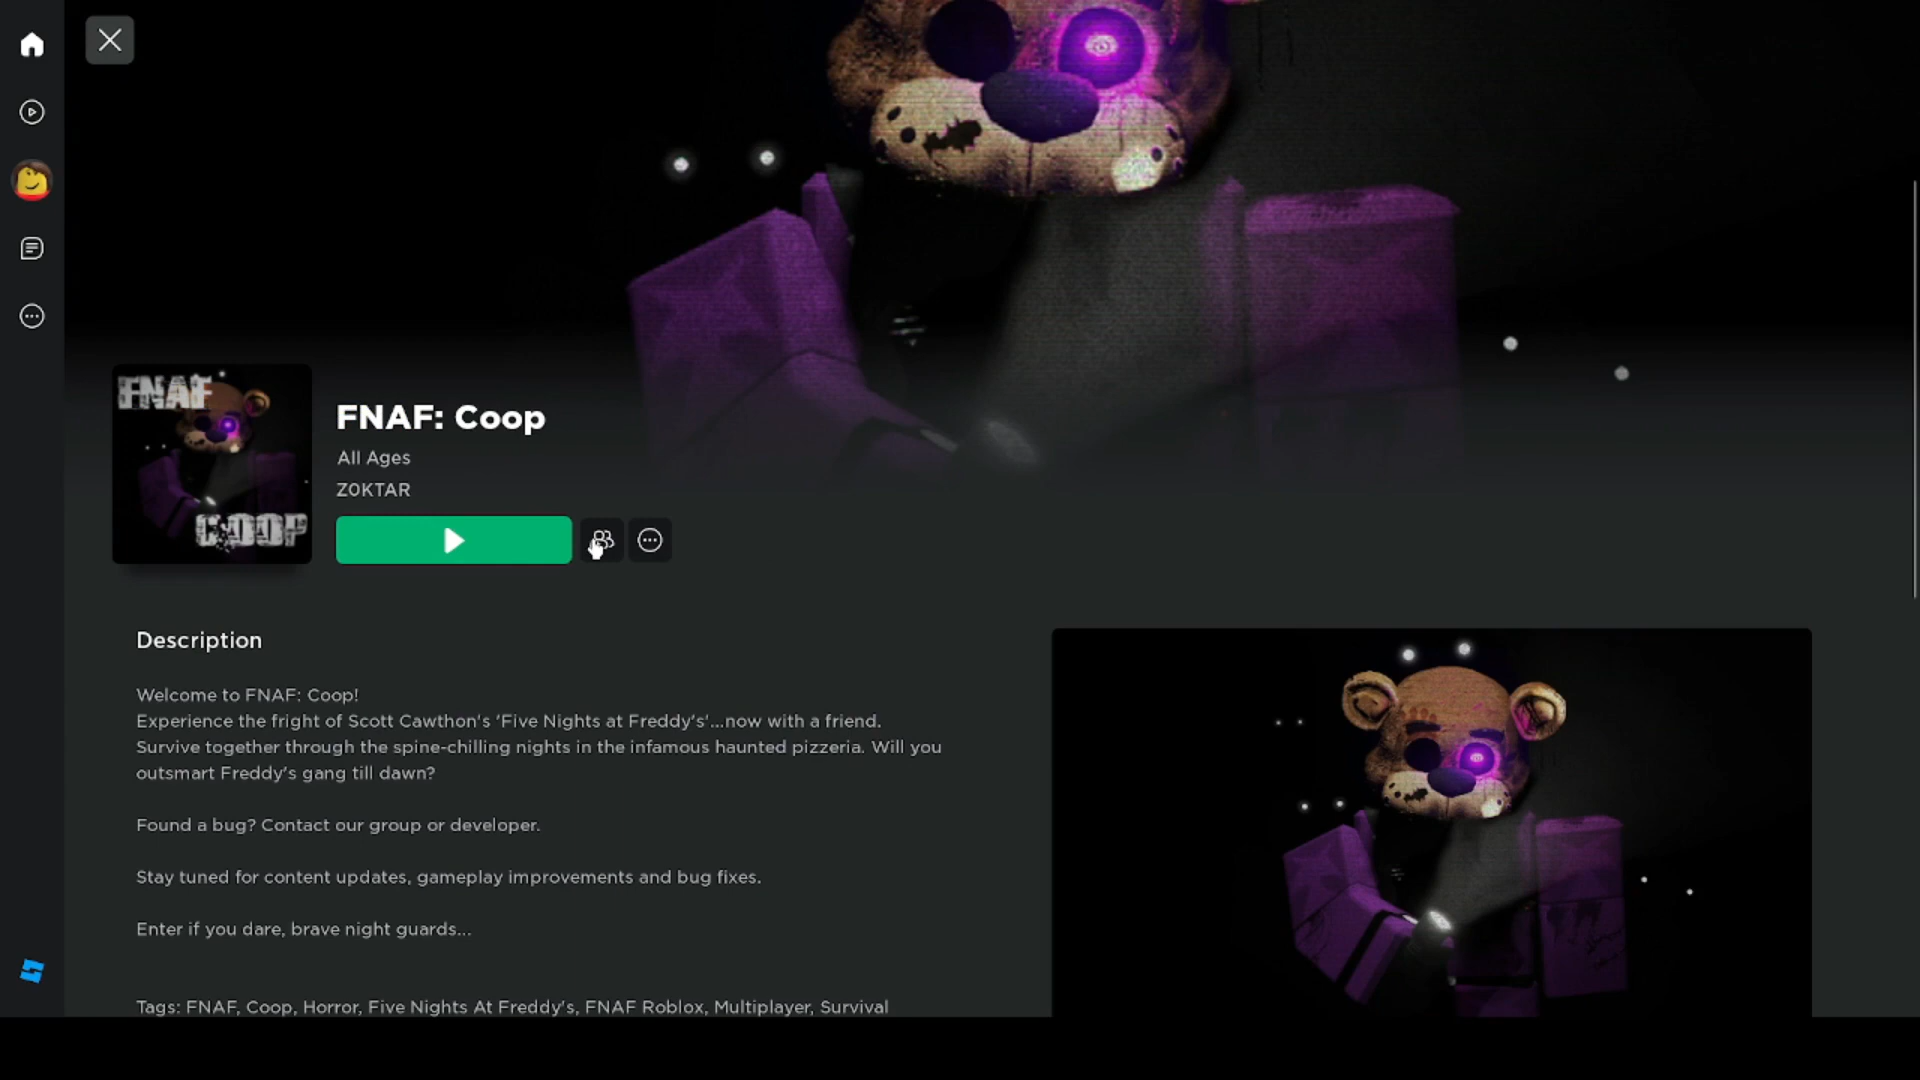 FNAF
COOP
FNAF: Coop
All Ages
Z0KTAR
Description
Welcome to FNAF: Coop!
Experience the fright of Scott Cawthon's 'Five Nights at Freddy's'...now with a friend.
Survive together through the spine-chilling nights in the infamous haunted pizzeria. Will you
outsmart Freddy's gang till dawn?
Found a bug? Contact our group or developer.
Stay tuned for content updates, gameplay improvements and bug fixes.
Enter if you dare, brave night guards...
Tags: FNAF, Coop, Horror, Five Nights At Freddy's, FNAF Roblox, Multiplayer, Survival